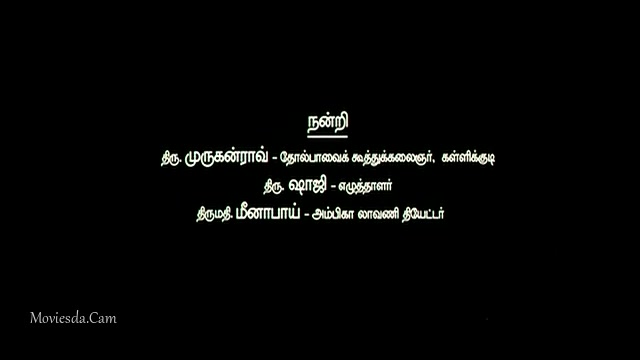 நன்றி
திரு. முருகன்ராவ் - தோல்பாவைக் கூத்துக்கலைஞர், கள்ளிக்குடி
திரு. ஷாஜி - எழுத்தாளர்
திருமதி. மீனாபாய் - அம்பிகா லாவணி தியேட்டர்
Moviesda.Cam